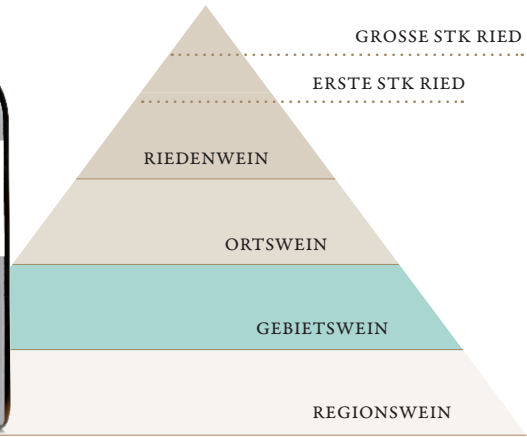 GROSSE STK RIED
ERSTE STK RIED
RIEDENWEIN
ORTSWEIN
GEBIETSWEIN
REGIONSWEIN